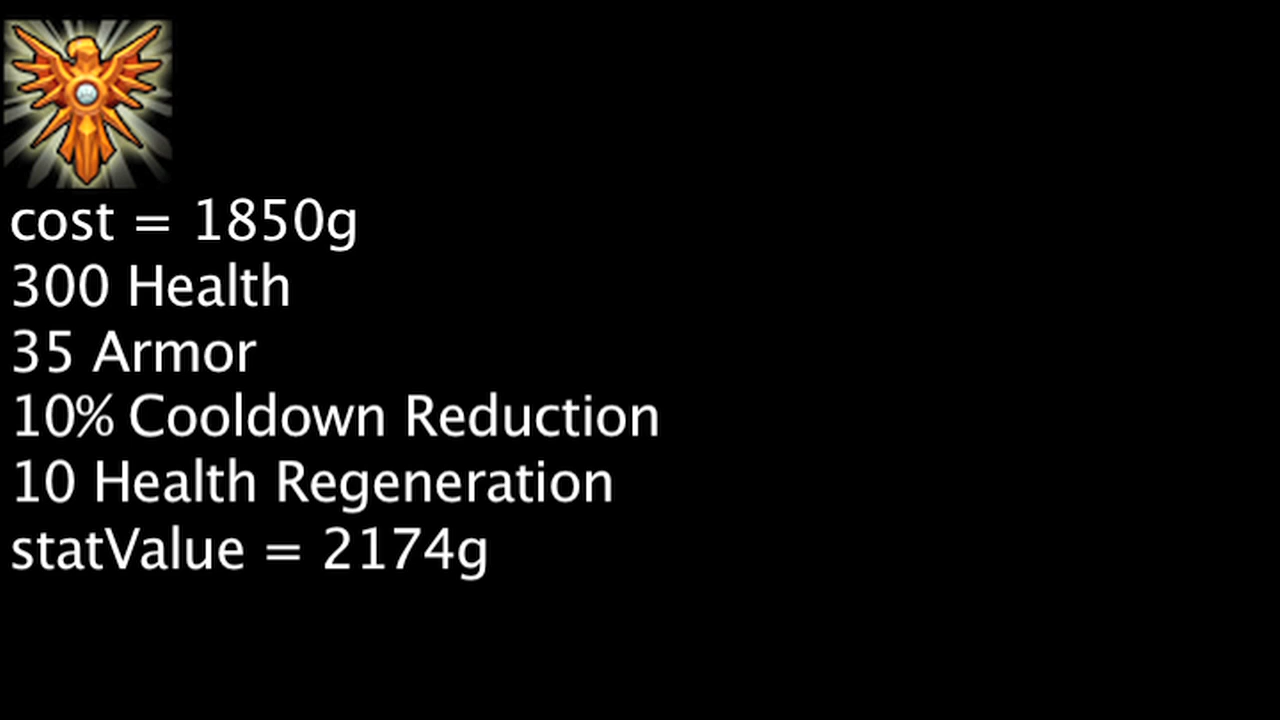 cost = 1850g
300 Health
35 Armor
10% Cooldown Reduction
10 Health Regeneration
statValue = 2174g